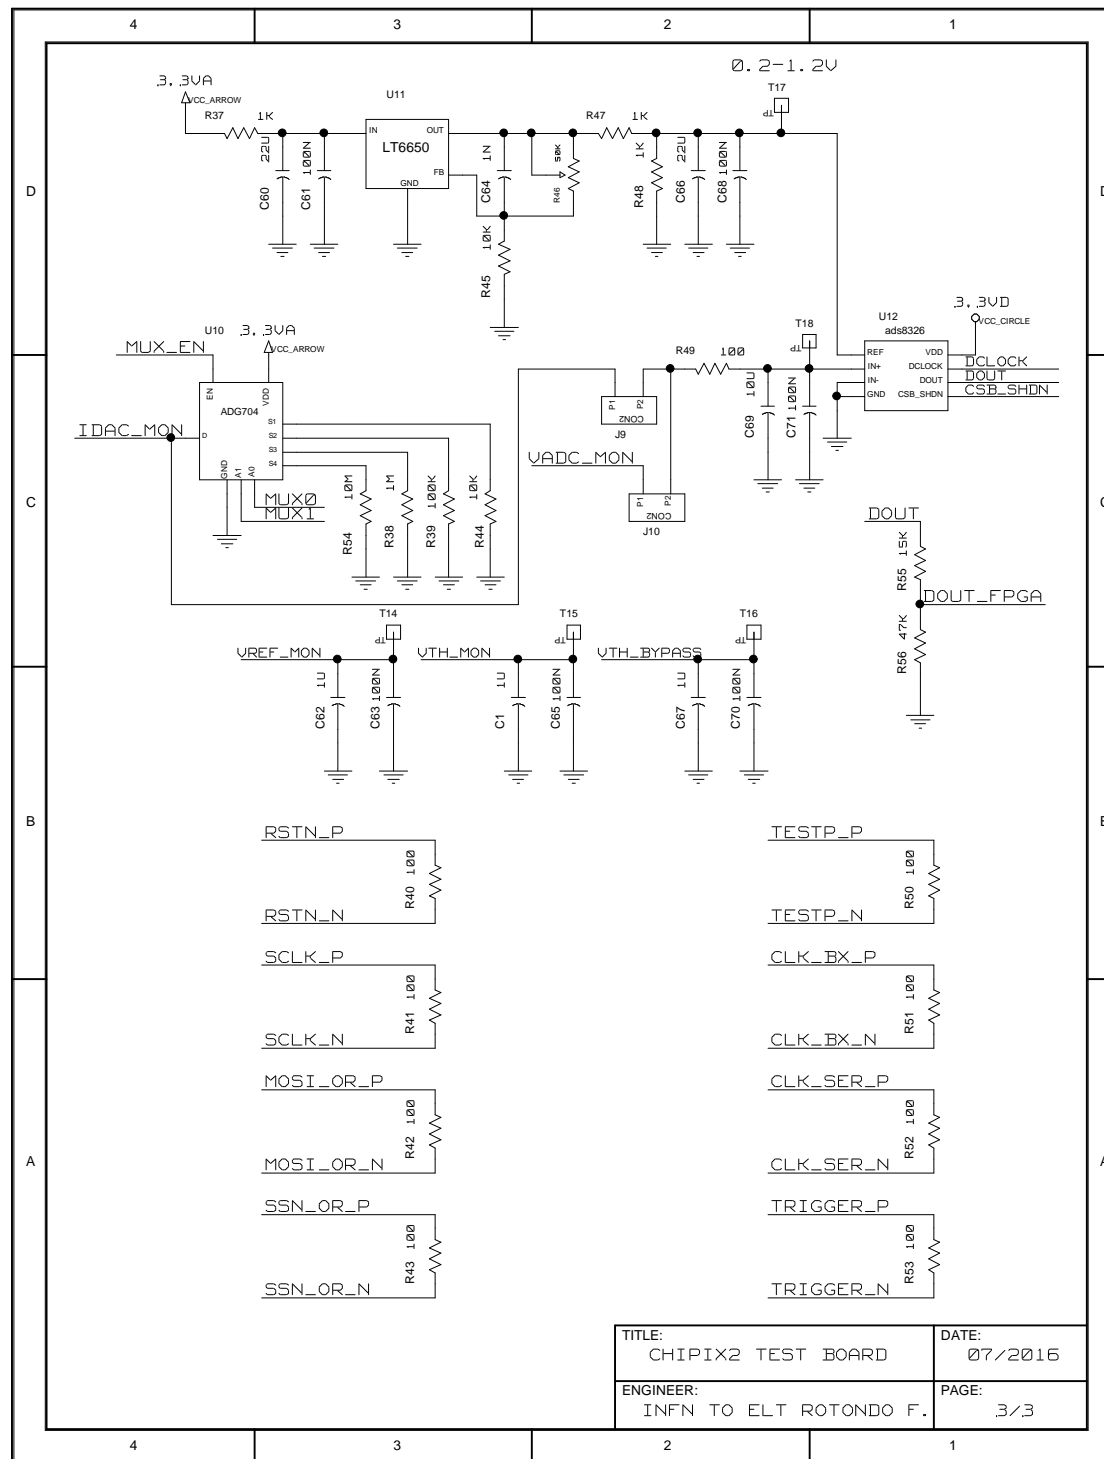 4 3 2 1
0.2-1.2V
3.3VA
VCC_ARROW
T17
TP
U11
R37 1K
IN OUT
LT6650
FB
GND
22U
C60
100N
C61
1N
C64
50K
R46
R47 1K
1K
R48
22U
C66
100N
C68
10K
R45
D D
U12
ads8326
3.3VD
VCC_CIRCLE
REF VDD
IN+ DCLOCK
IN- DOUT
GND CSB_SHDN
DCLOCK
DOUT
CSB_SHDN
T18
TP
R49 100
10U
C69
100N
C71
U10
3.3VA
VCC_ARROW
MUX_EN
EN VDD
ADG704
IDAC_MON
D
S1
S2
S3
S4
GND A1 A0
MUX0
MUX1
10M
R54
1M
R38
100K
R39
10K
R44
P1 P2
CON2
J9
VADC_MON
P1 P2
CON2
J10
C C
DOUT
15K
R55
DOUT_FPGA
47K
R56
T14
TP
VREF_MON
1U
C62
100N
C63
T15
TP
VTH_MON
1U
C1
100N
C65
T16
TP
VTH_BYPASS
1U
C67
100N
C70
B B
RSTN_P
R40 100
RSTN_N
TESTP_P
R50 100
TESTP_N
SCLK_P
R41 100
SCLK_N
CLK_BX_P
R51 100
CLK_BX_N
MOSI_OR_P
R42 100
MOSI_OR_N
CLK_SER_P
R52 100
CLK_SER_N
A A
SSN_OR_P
R43 100
SSN_OR_N
TRIGGER_P
R53 100
TRIGGER_N
TITLE:
CHIPIX2 TEST BOARD
DATE:
07/2016
ENGINEER:
INFN TO ELT ROTONDO F.
PAGE:
3/3
4 3 2 1